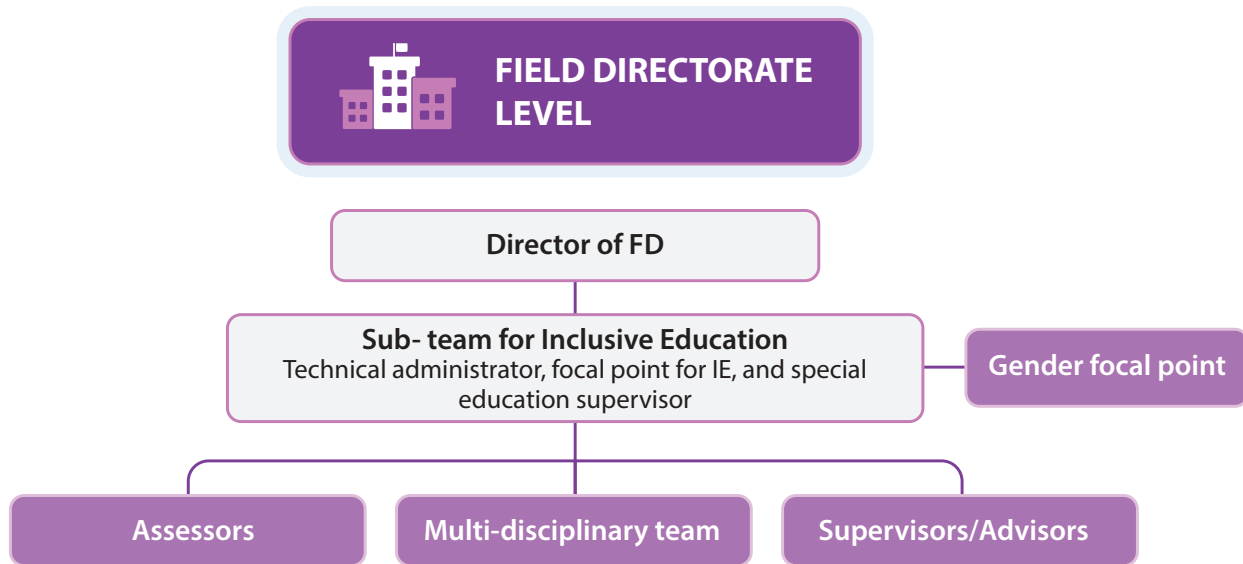 FIELD DIRECTORATE
LEVEL
Director of FD
Sub- team for Inclusive Education
Technical administrator, focal point for IE, and special
education supervisor
Gender focal point
Assessors
Multi-disciplinary team
Supervisors/Advisors